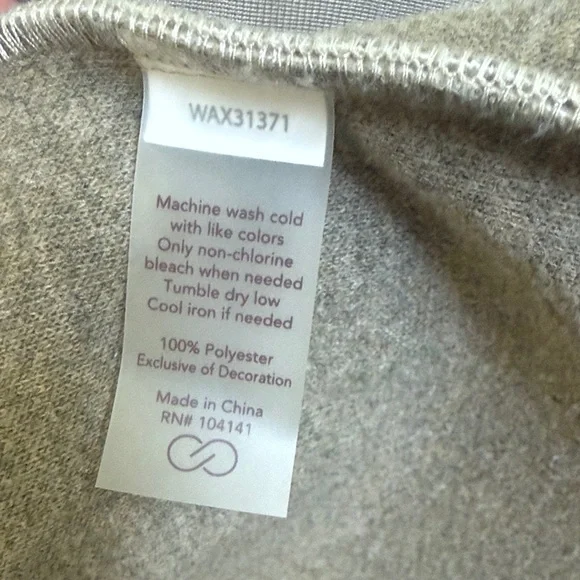 WAX31371
Machine wash cold
with like colors
Only non-chlorine
bleach when needed
Tumble dry low
Cool iron if needed
100% Polyester
Exclusive of Decoration
Made in China
RN# 104141